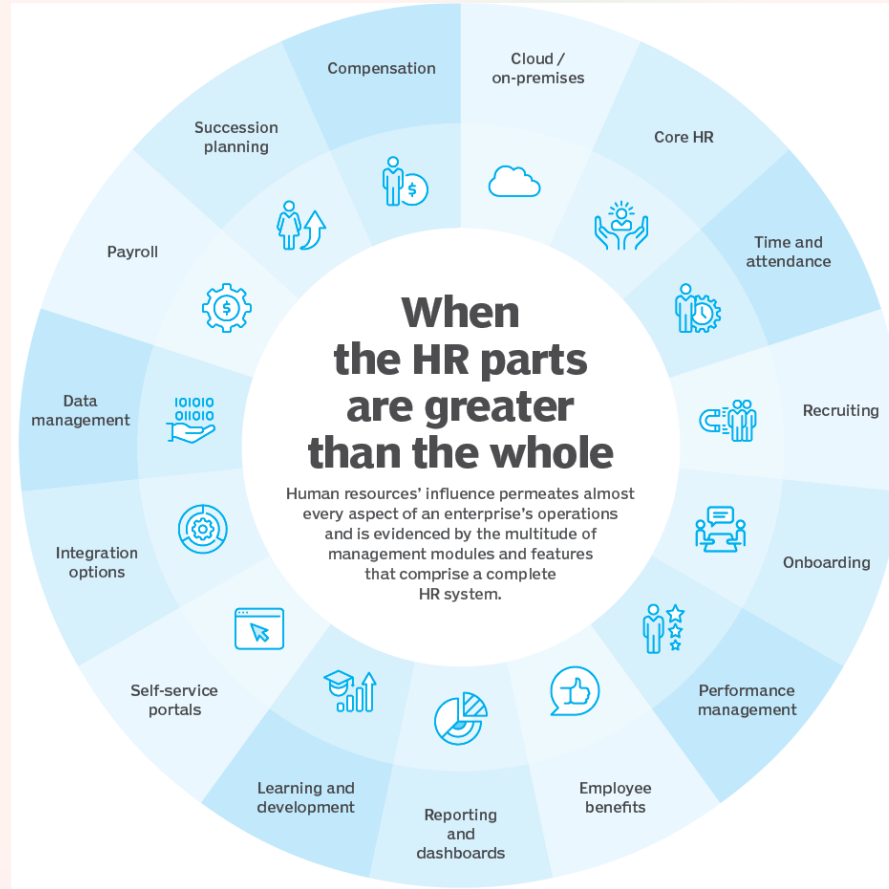 When
the HR parts
are greater
than the whole
Human resources’ influence permeates almost
every aspect of an enterprise’s operations
and is evidenced by the multitude of
management modules and features
that comprise a complete
HR system.
Cloud /
on-premises
Core HR
Time and
attendance
Recruiting
Onboarding
Performance
management
Employee
benefits
Reporting
and
dashboards
Learning and
development
Self-service
portals
Integration
options
Data
management
Payroll
Succession
planning
Compensation
$
$
101010
011010